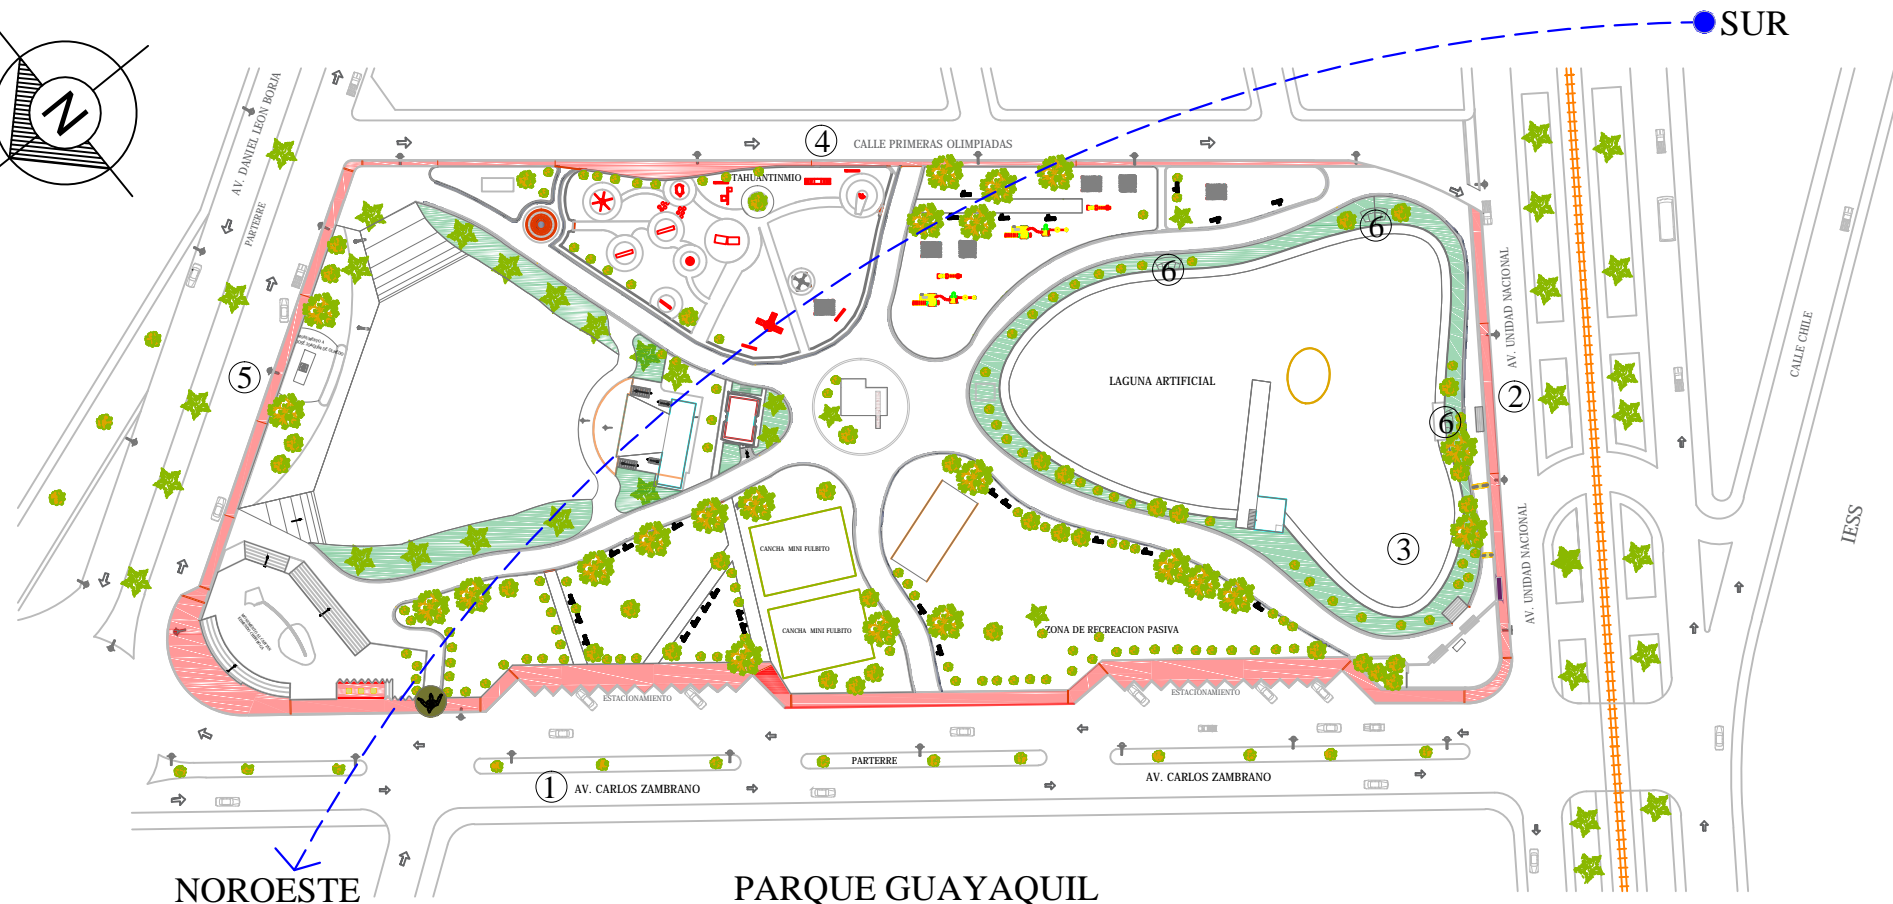 SUR
N
AV. DANIEL LEON BORJA
PARTERRE
4
CALLE PRIMERAS OLIMPIADAS
TAHUANTINMIO
6
6
AV. UNIDAD NACIONAL
CALLE CHILE
5
LAGUNA ARTIFICIAL
2
6
AV. UNIDAD NACIONAL
IESS
CANCHA MINI FULBITO
3
CANCHA MINI FULBITO
ZONA DE RECREACION PASIVA
ESTACIONAMIENTO
ESTACIONAMIENTO
PARTERRE
1
AV. CARLOS ZAMBRANO
AV. CARLOS ZAMBRANO
NOROESTE
PARQUE GUAYAQUIL